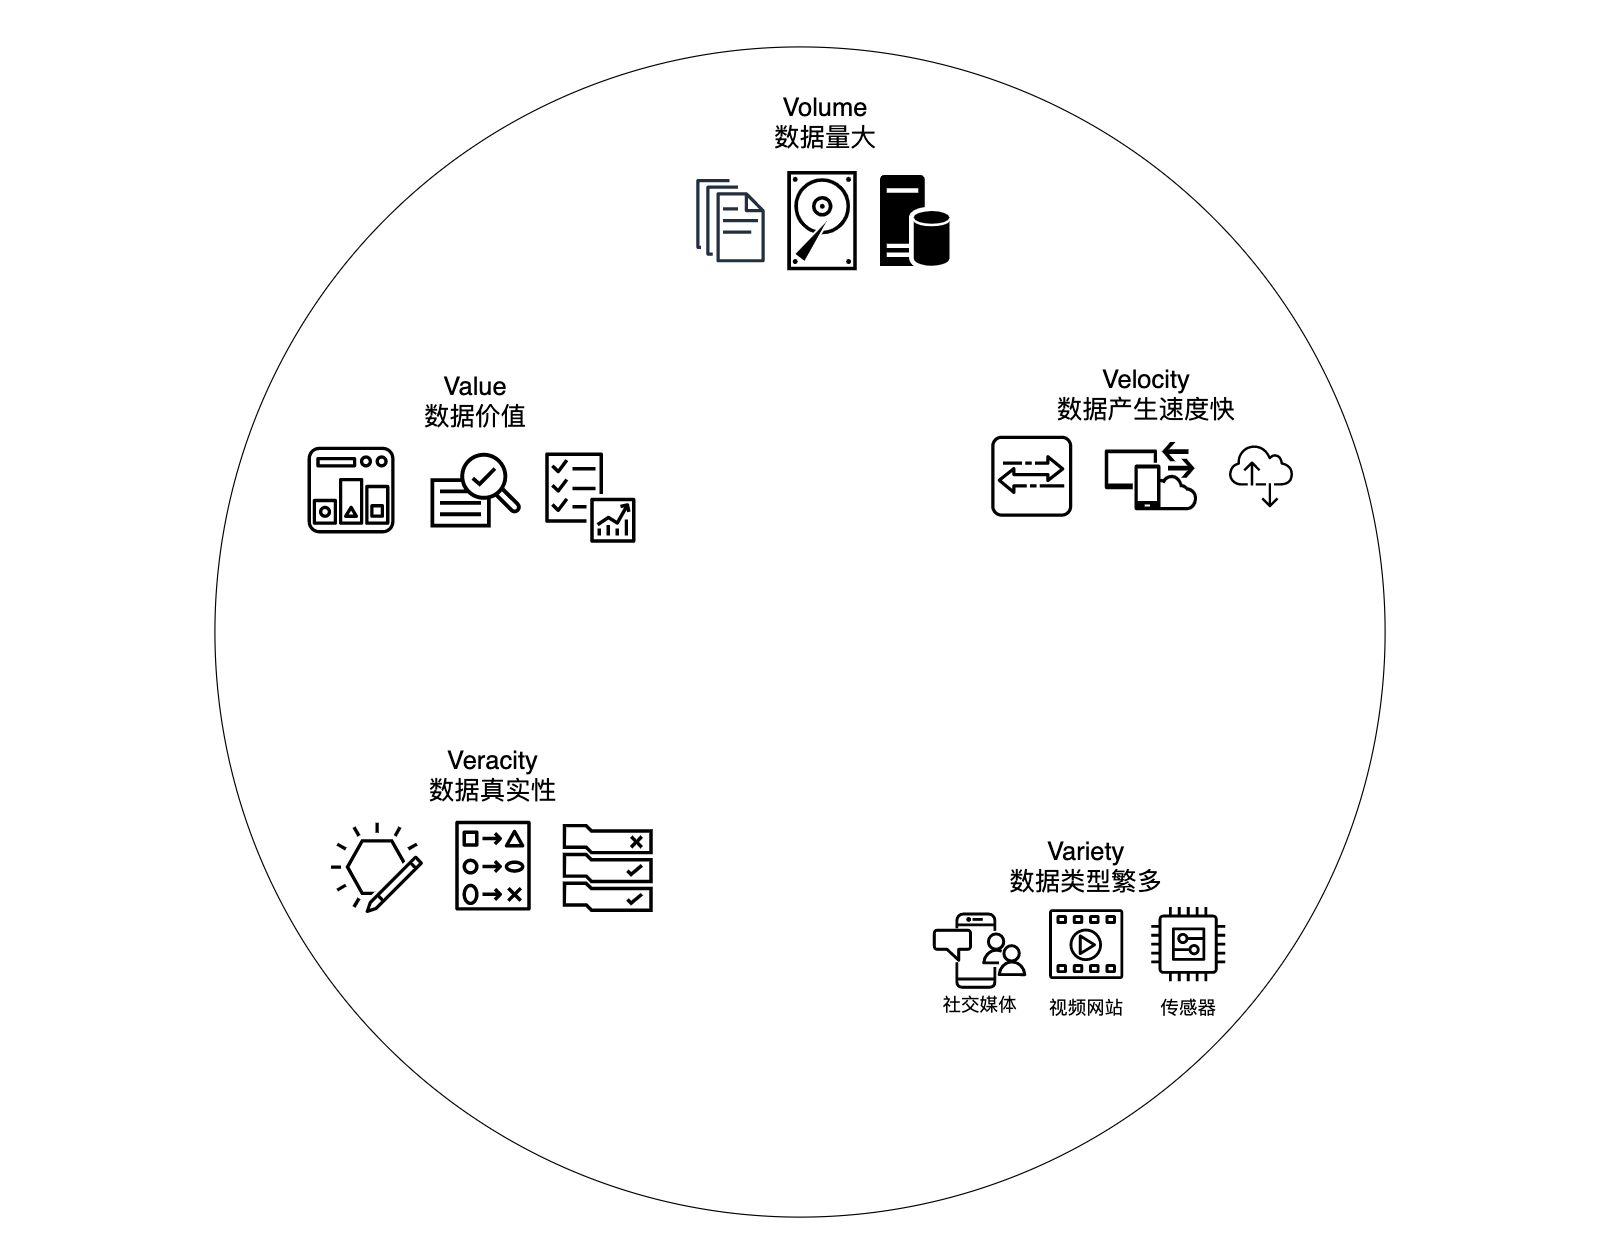 Volume
数据量大
Value
数据价值
Velocity
数据产生速度快
Veracity
数据真实性
Variety
数据类型繁多
社交媒体
视频网站
传感器